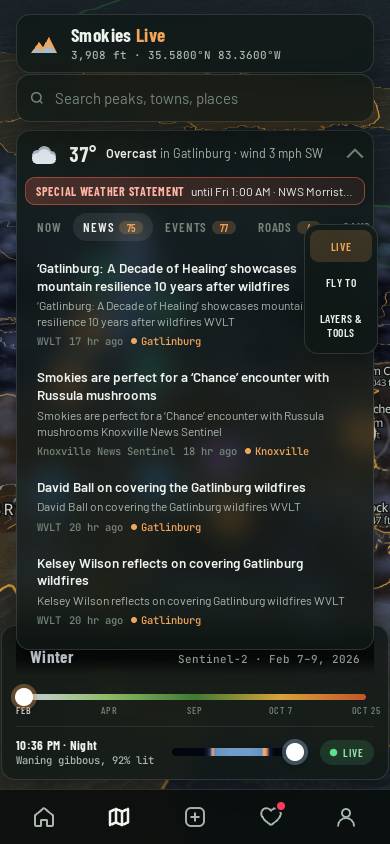 Smokies Live
3,908 ft · 35.5800°N 83.3600°W
Search peaks, towns, places
37° Overcast in Gatlinburg · wind 3 mph SW
SPECIAL WEATHER STATEMENT until Fri 1:00 AM · NWS Morrist...
NOW NEWS 75 EVENTS 77 ROADS
LIVE
FLY TO
LAYERS &
TOOLS
‘Gatlinburg: A Decade of Healing’ showcases
mountain resilience 10 years after wildfires
‘Gatlinburg: A Decade of Healing’ showcases mountai
resilience 10 years after wildfires WVLT
WVLT 17 hr ago Gatlinburg
Smokies are perfect for a ‘Chance’ encounter with
Russula mushrooms
Smokies are perfect for a ‘Chance’ encounter with Russula
mushrooms Knoxville News Sentinel
Knoxville News Sentinel 18 hr ago Knoxville
David Ball on covering the Gatlinburg wildfires
David Ball on covering the Gatlinburg wildfires WVLT
WVLT 20 hr ago Gatlinburg
Kelsey Wilson reflects on covering Gatlinburg
wildfires
Kelsey Wilson reflects on covering Gatlinburg wildfires WVLT
WVLT 20 hr ago Gatlinburg
Winter Sentinel-2 · Feb 7–9, 2026
FEB APR SEP OCT 7 OCT 25
10:36 PM · Night
Waning gibbous, 92% lit
LIVE